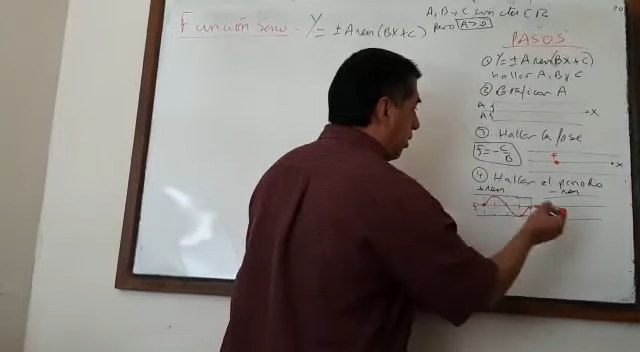 A, B y C son ctes ∈ R
Función Seno.- Y= ±A sen(BX+C) pero A>0
PASOS
① Y= ±A sen(BX+C)
hallar A, B y C
② Graficar A
A
A
→X
③ Hallar la fase
F = -C/B
→X
④ Hallar el periodo
+sen
-sen